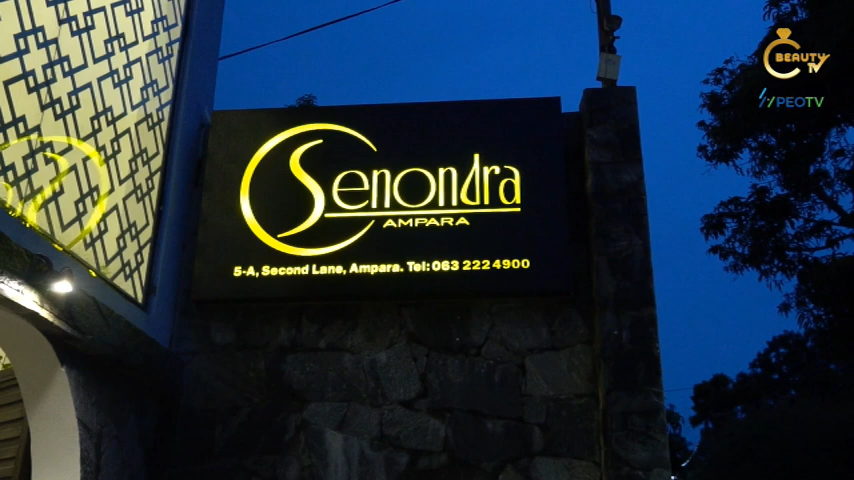 BEAUTY
TV
PEOTV
Senondra
AMPARA
5-A, Second Lane, Ampara. Tel: 063 222 4900